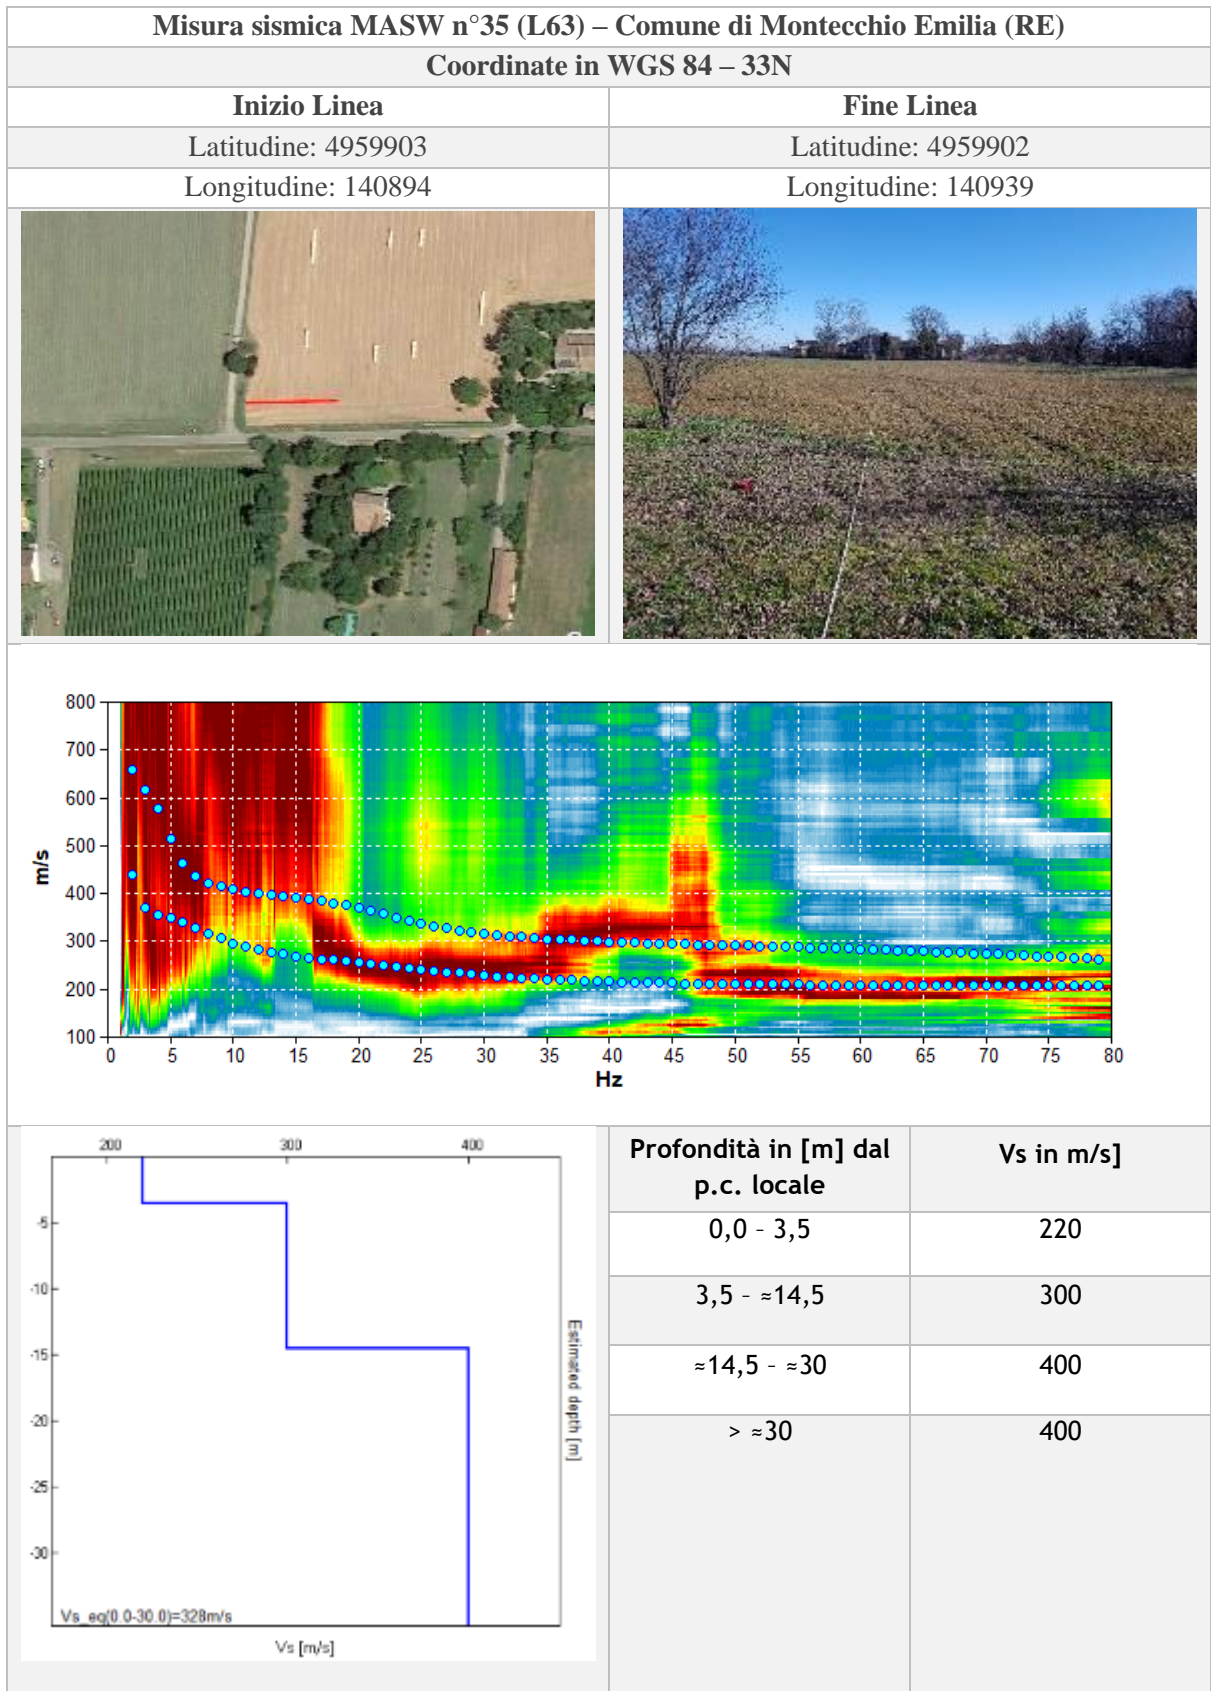 Misura sismica MASW n°35 (L63) – Comune di Montecchio Emilia (RE)
Coordinate in WGS 84 – 33N
Inizio Linea
Fine Linea
Latitudine: 4959903
Latitudine: 4959902
Longitudine: 140894
Longitudine: 140939
800
700
600
500
400
300
200
100
m/s
0 5 10 15 20 25 30 35 40 45 50 55 60 65 70 75 80
Hz
200 300 400
-5
-10
-15
-20
-25
-30
Estimated depth [m]
Vs_eq(0.0-30.0)=328m/s
Vs [m/s]
Profondità in [m] dal
p.c. locale
Vs in m/s]
0,0 – 3,5
220
3,5 – ≈14,5
300
≈14,5 – ≈30
400
> ≈30
400